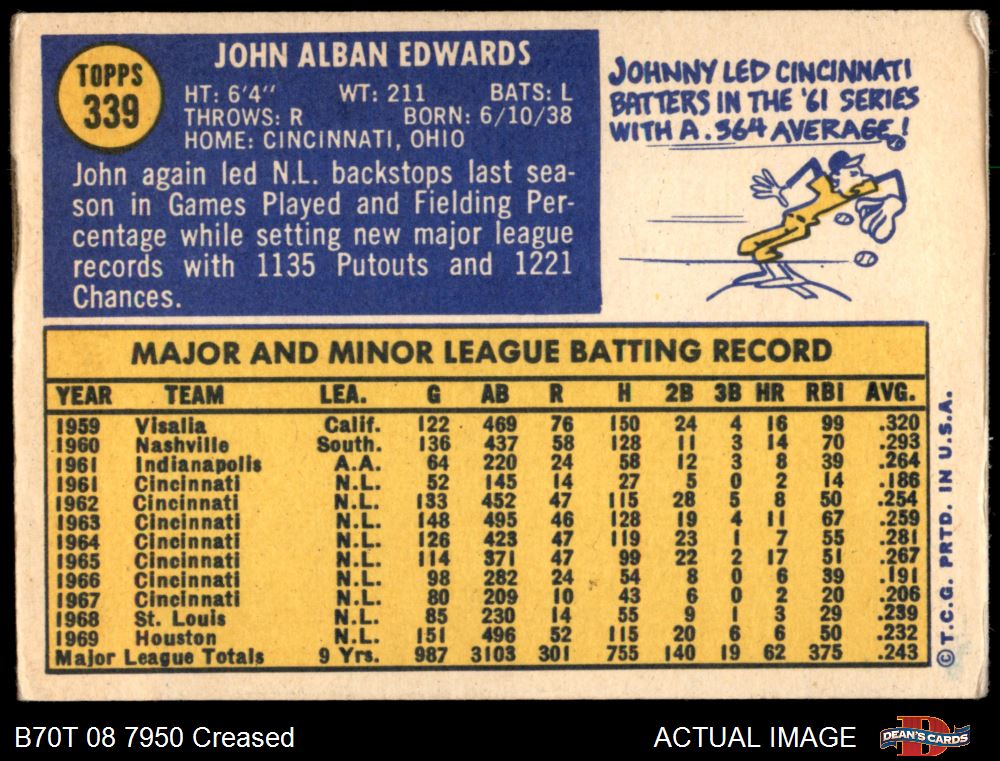 TOPPS
339
JOHN ALBAN EDWARDS
HT: 6'4" WT: 211 BATS: L
THROWS: R BORN: 6/10/38
HOME: CINCINNATI, OHIO
John again led N.L. backstops last sea-
son in Games Played and Fielding Per-
centage while setting new major league
records with 1135 Putouts and 1221
Chances.
JOHNNY LED CINCINNATI
BATTERS IN THE '61 SERIES
WITH A .364 AVERAGE!
MAJOR AND MINOR LEAGUE BATTING RECORD
YEAR TEAM LEA. G AB R H 2B 3B HR RBI AVG.
1959 Visalia Calif. 122 469 76 150 24 4 16 99 .320
1960 Nashville South. 136 437 58 128 11 3 14 70 .293
1961 Indianapolis A.A. 64 220 24 58 12 3 8 39 .264
1961 Cincinnati N.L. 52 145 14 27 5 0 2 14 .186
1962 Cincinnati N.L. 133 452 47 115 28 5 8 50 .254
1963 Cincinnati N.L. 148 495 46 128 19 4 11 67 .259
1964 Cincinnati N.L. 126 423 47 119 23 1 7 55 .281
1965 Cincinnati N.L. 114 371 47 99 22 2 17 51 .267
1966 Cincinnati N.L. 98 282 24 54 8 0 6 39 .191
1967 Cincinnati N.L. 80 209 10 43 6 0 2 20 .206
1968 St. Louis N.L. 85 230 14 55 9 1 3 29 .239
1969 Houston N.L. 151 496 52 115 20 6 6 50 .232
Major League Totals 9 Yrs. 987 3103 301 755 140 19 62 375 .243
© T.C.G. PRTD. IN U.S.A.
B70T 08 7950 Creased
ACTUAL IMAGE
B
DEAN'S CARDS